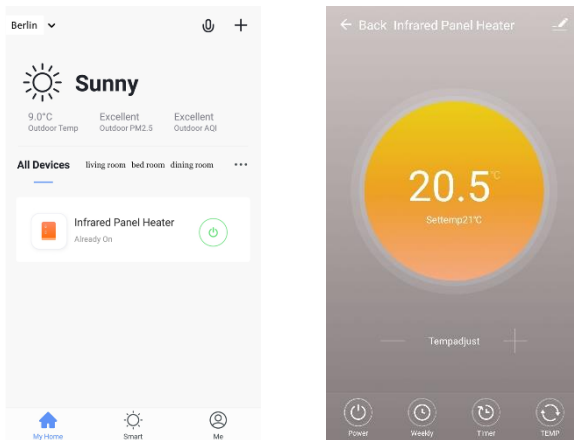 Berlin
Sunny
9.0°C Excellent Excellent
Outdoor Temp Outdoor PM2.5 Outdoor AQI
All Devices living room bed room dining room
Infrared Panel Heater
Already On
My Home Smart Me
Back Infrared Panel Heater
20.5°C
Settemp21°C
Tempadjust
Power Weekly Timer TEMP